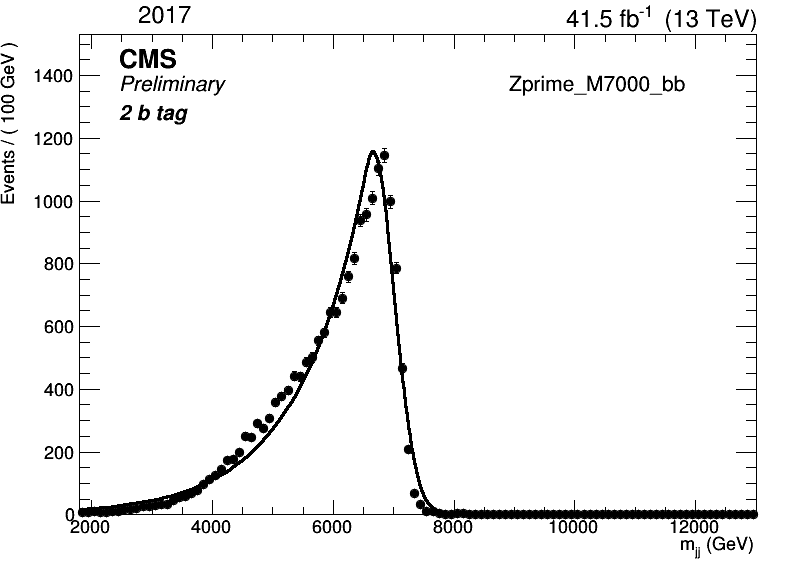 2017
41.5 fb-1 (13 TeV)
CMS
Preliminary
2 b tag
Zprime_M7000_bb
Events / ( 100 GeV )
1400
1200
1000
800
600
400
200
0
2000 4000 6000 8000 10000 12000
mjj (GeV)